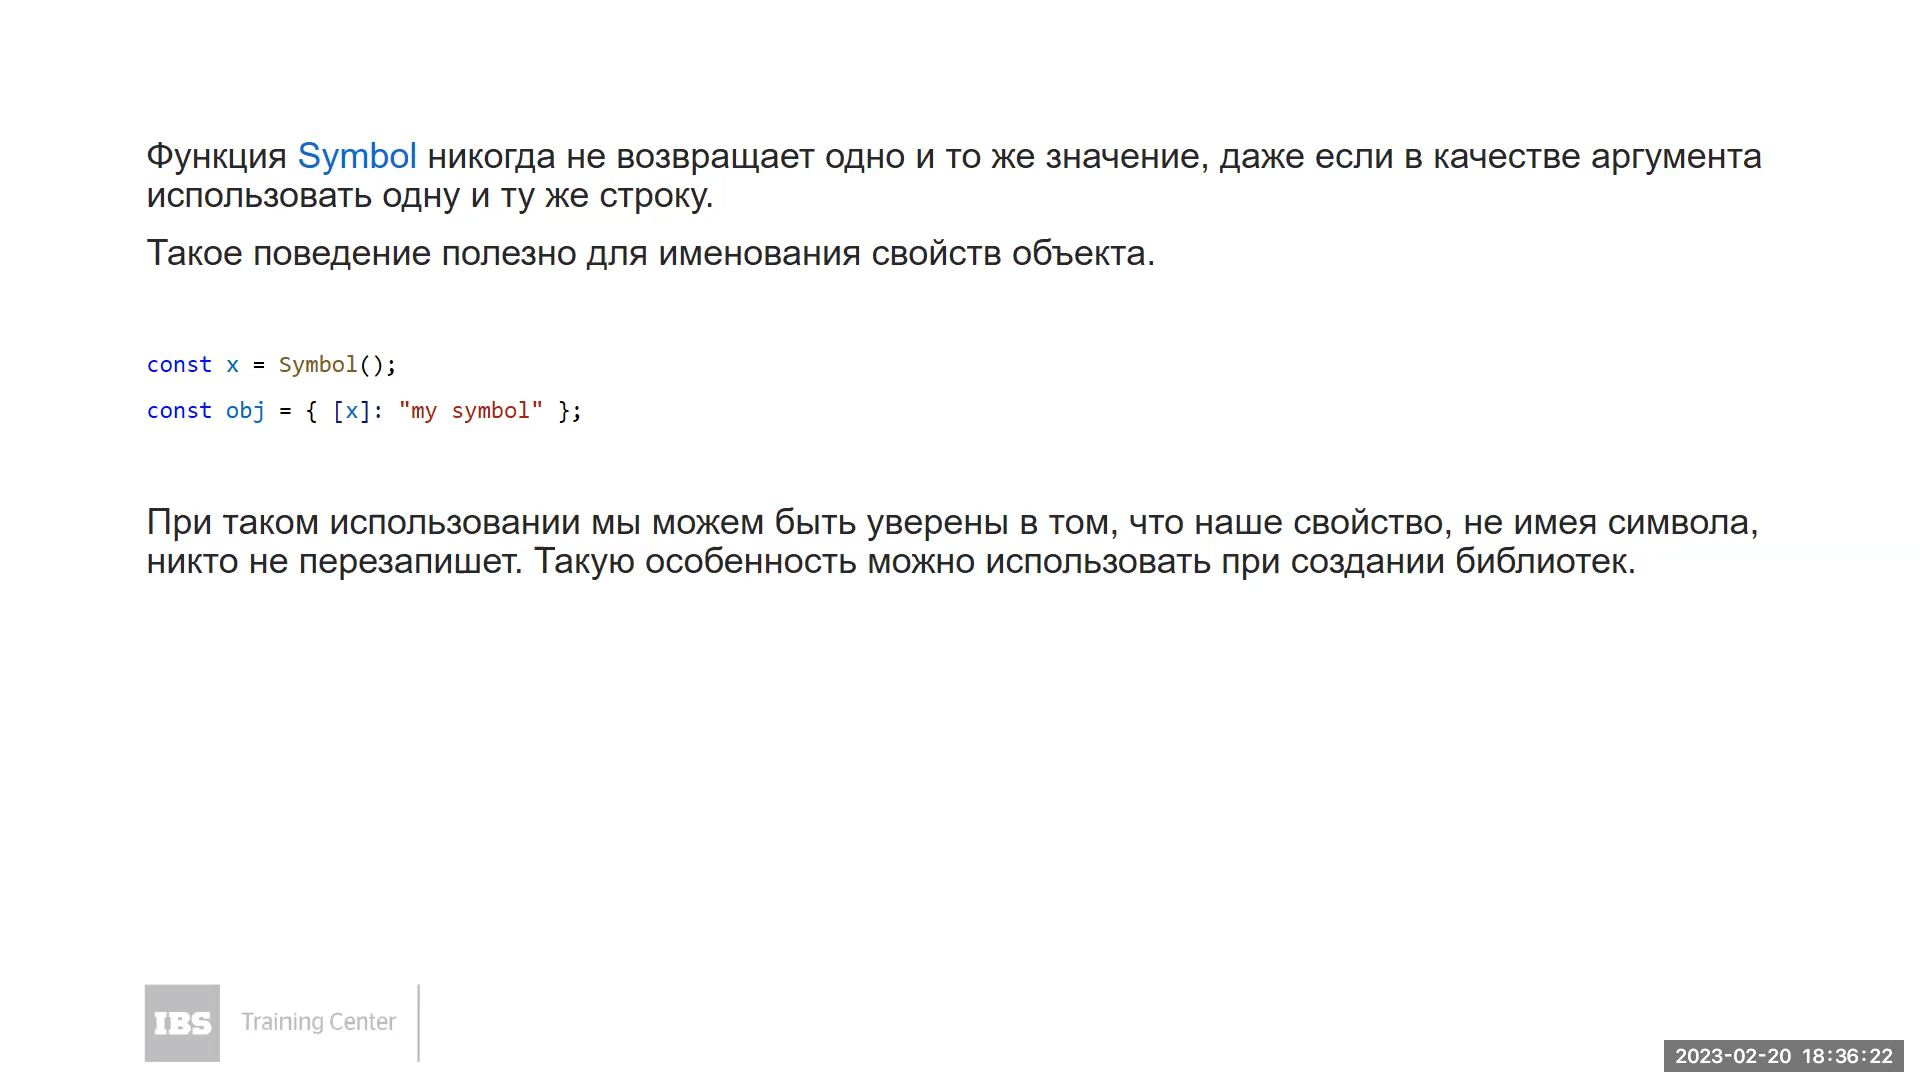 Функция Symbol никогда не возвращает одно и то же значение, даже если в качестве аргумента
использовать одну и ту же строку.
Такое поведение полезно для именования свойств объекта.
const x = Symbol();
const obj = { [x]: "my symbol" };
При таком использовании мы можем быть уверены в том, что наше свойство, не имея символа,
никто не перезапишет. Такую особенность можно использовать при создании библиотек.
IBS Training Center
2023-02-20 18:36:22